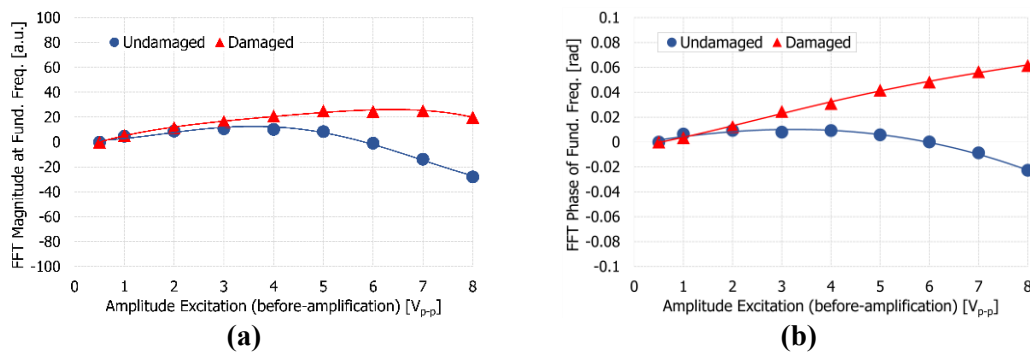 FFT Magnitude at Fund. Freq. [a.u.]
100
80
60
40
20
0
-20
-40
-60
-80
-100
Undamaged Damaged
0 1 2 3 4 5 6 7 8
Amplitude Excitation (before-amplification) [Vp-p]
(a)
FFT Phase of Fund. Freq. [rad]
0.1
0.08
0.06
0.04
0.02
0
-0.02
-0.04
-0.06
-0.08
-0.1
Undamaged Damaged
0 1 2 3 4 5 6 7 8
Amplitude Excitation (before-amplification) [Vp-p]
(b)